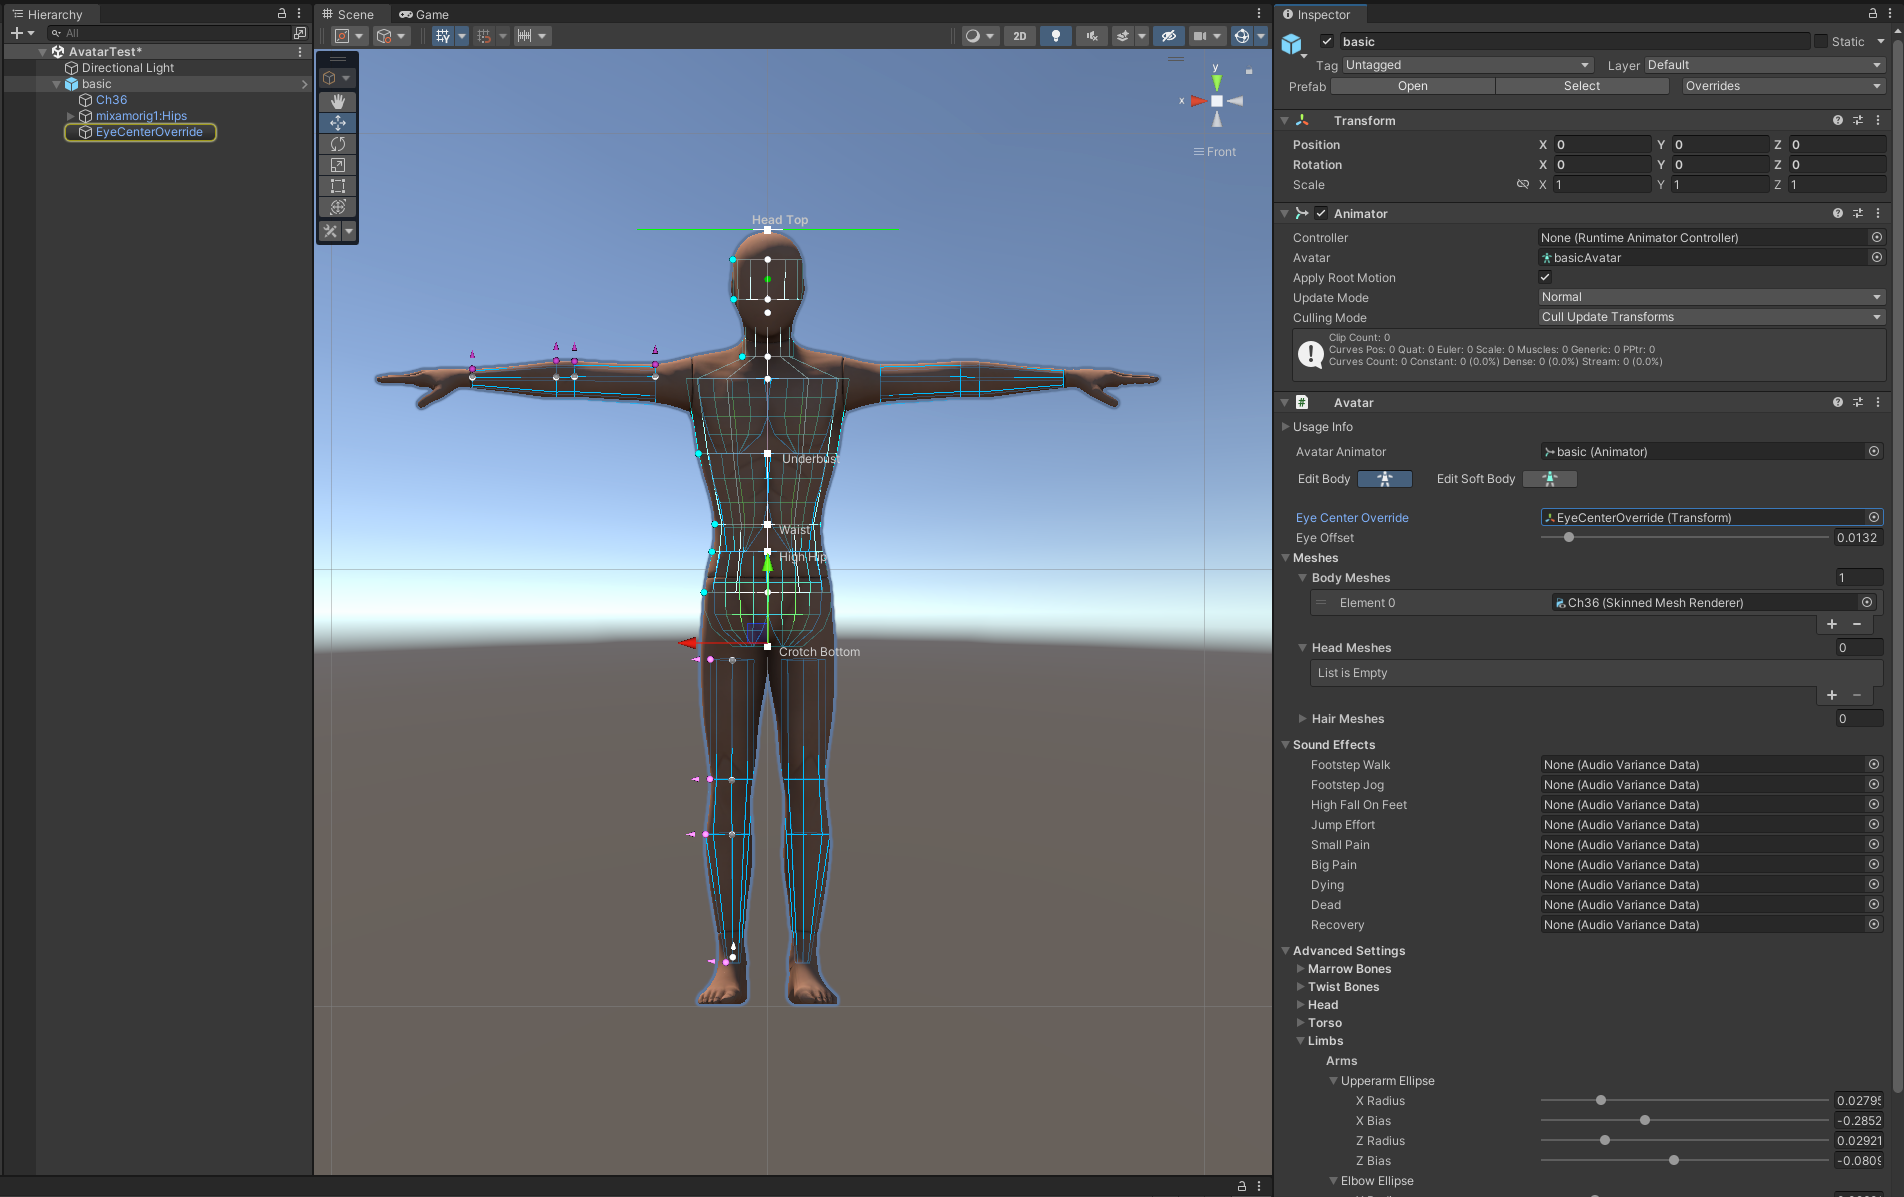 Hierarchy
All
AvatarTest*
Directional Light
basic
Ch36
mixamorig1:Hips
EyeCenterOverride
Scene
Game
2D
y
x
Front
Head Top
Underbust
Waist
High Hip
Crotch Bottom
Inspector
basic
Static
Tag Untagged Layer Default
Prefab Open Select Overrides
Transform
Position X 0 Y 0 Z 0
Rotation X 0 Y 0 Z 0
Scale X 1 Y 1 Z 1
Animator
Controller None (Runtime Animator Controller)
Avatar basicAvatar
Apply Root Motion
Update Mode Normal
Culling Mode Cull Update Transforms
Clip Count: 0
Curves Pos: 0 Quat: 0 Euler: 0 Scale: 0 Muscles: 0 Generic: 0 PPtr: 0
Curves Count: 0 Constant: 0 (0.0%) Dense: 0 (0.0%) Stream: 0 (0.0%)
# Avatar
Usage Info
Avatar Animator basic (Animator)
Edit Body Edit Soft Body
Eye Center Override EyeCenterOverride (Transform)
Eye Offset 0.0132
Meshes
Body Meshes 1
Element 0 Ch36 (Skinned Mesh Renderer)
Head Meshes 0
List is Empty
Hair Meshes 0
Sound Effects
Footstep Walk None (Audio Variance Data)
Footstep Jog None (Audio Variance Data)
High Fall On Feet None (Audio Variance Data)
Jump Effort None (Audio Variance Data)
Small Pain None (Audio Variance Data)
Big Pain None (Audio Variance Data)
Dying None (Audio Variance Data)
Dead None (Audio Variance Data)
Recovery None (Audio Variance Data)
Advanced Settings
Marrow Bones
Twist Bones
Head
Torso
Limbs
Arms
Upperarm Ellipse
X Radius 0.02795
X Bias -0.2852
Z Radius 0.02921
Z Bias -0.0809
Elbow Ellipse